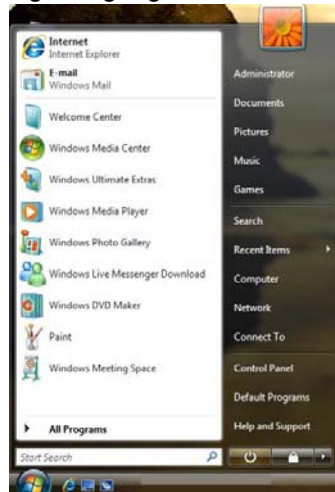 Internet
Internet Explorer
E-mail
Windows Mail
Welcome Center
Windows Media Center
Windows Ultimate Extras
Windows Media Player
Windows Photo Gallery
Windows Live Messenger Download
Windows DVD Maker
Paint
Windows Meeting Space
All Programs
Start Search
Administrator
Documents
Pictures
Music
Games
Search
Recent Items
Computer
Network
Connect To
Control Panel
Default Programs
Help and Support